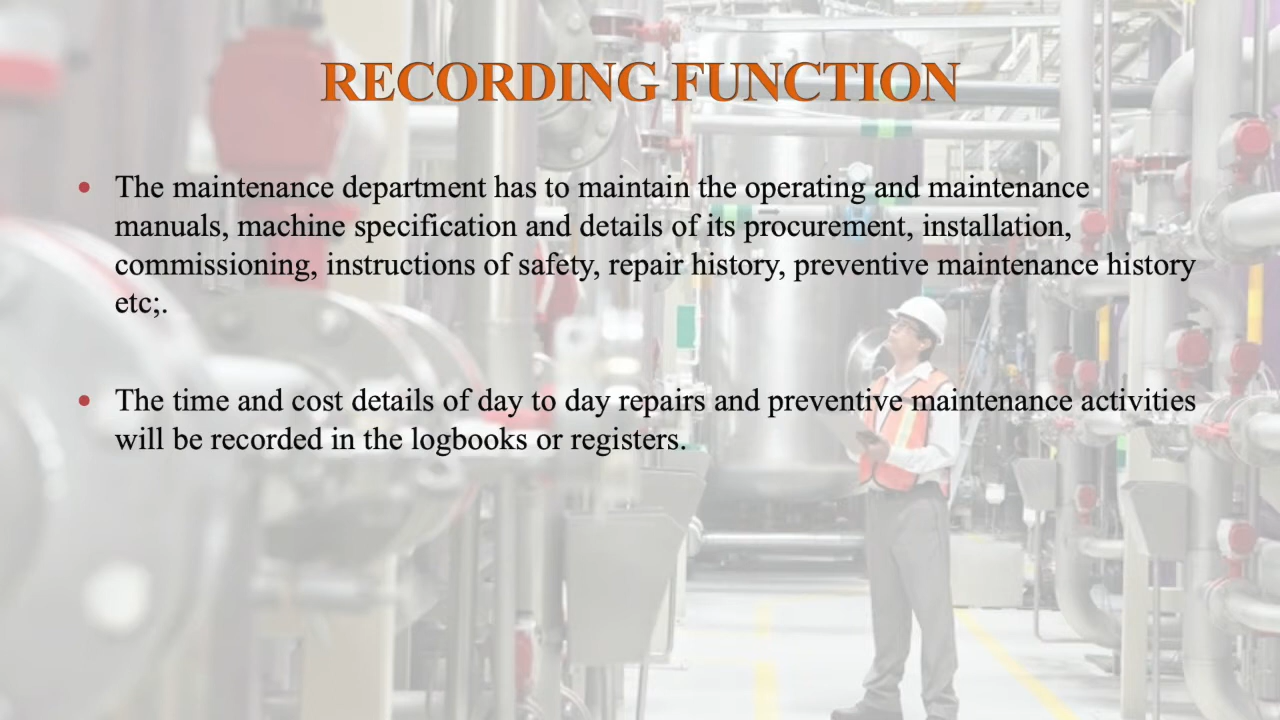 RECORDING FUNCTION
• The maintenance department has to maintain the operating and maintenance
manuals, machine specification and details of its procurement, installation,
commissioning, instructions of safety, repair history, preventive maintenance history
etc;.
• The time and cost details of day to day repairs and preventive maintenance activities
will be recorded in the logbooks or registers.